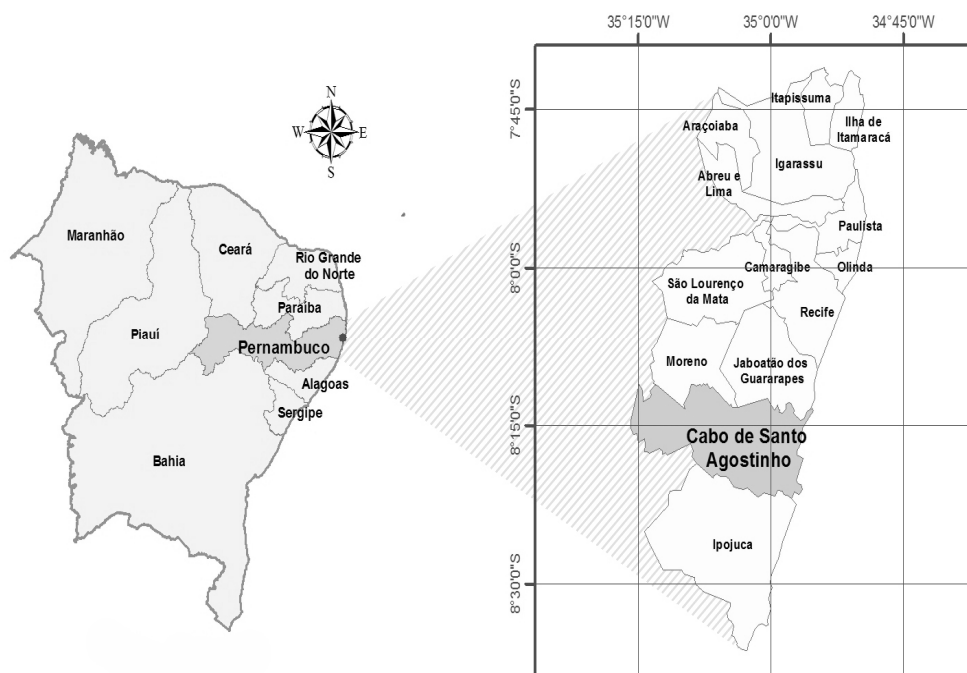 N
W E
S
Maranhão
Ceará
Rio Grande
do Norte
Paraíba
Piauí
Pernambuco
Alagoas
Sergipe
Bahia
35°15'0"W 35°0'0"W 34°45'0"W
7°45'0"S
8°0'0"S
8°15'0"S
8°30'0"S
Itapissuma
Araçoiaba
Ilha de
Itamaracá
Igarassu
Abreu e
Lima
Paulista
Camaragibe
Olinda
São Lourenço
da Mata
Recife
Moreno
Jaboatão dos
Guararapes
Cabo de Santo
Agostinho
Ipojuca